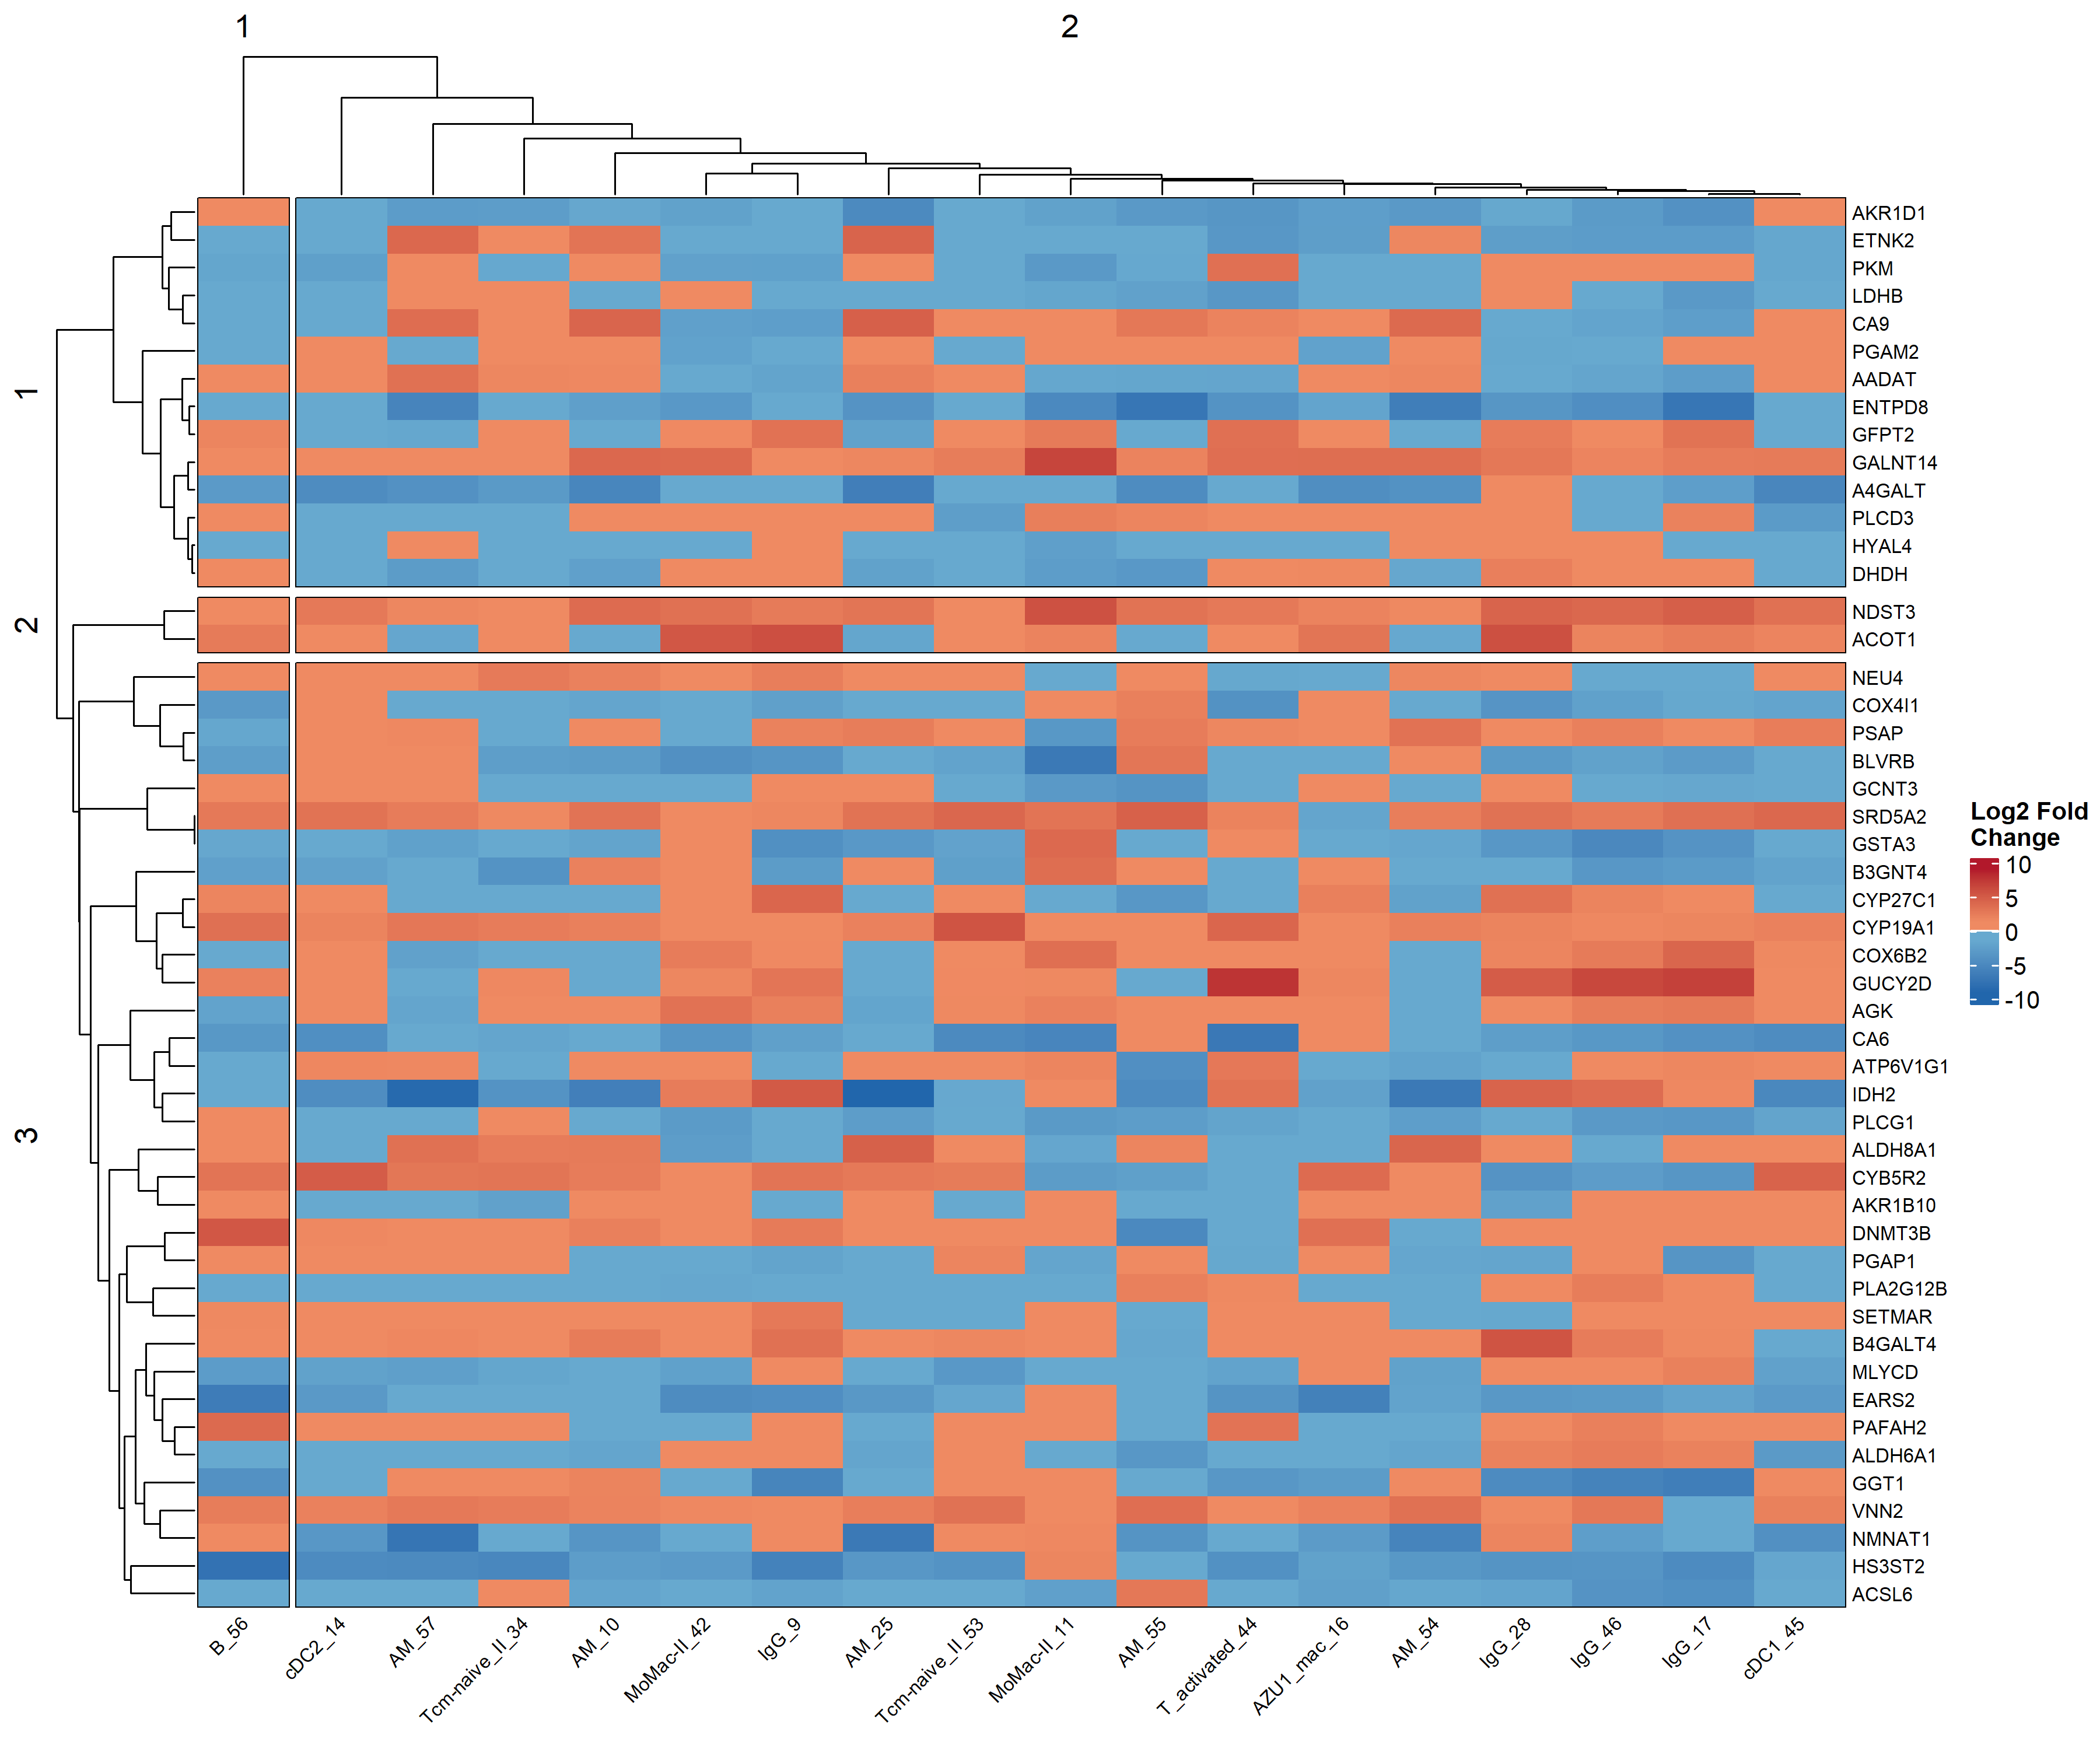 1
2
1
2
3
AKR1D1
ETNK2
PKM
LDHB
CA9
PGAM2
AADAT
ENTPD8
GFPT2
GALNT14
A4GALT
PLCD3
HYAL4
DHDH
NDST3
ACOT1
NEU4
COX4I1
PSAP
BLVRB
GCNT3
SRD5A2
GSTA3
B3GNT4
CYP27C1
CYP19A1
COX6B2
GUCY2D
AGK
CA6
ATP6V1G1
IDH2
PLCG1
ALDH8A1
CYB5R2
AKR1B10
DNMT3B
PGAP1
PLA2G12B
SETMAR
B4GALT4
MLYCD
EARS2
PAFAH2
ALDH6A1
GGT1
VNN2
NMNAT1
HS3ST2
ACSL6
B_56
cDC2_14
AM_57
Tcm-naive_II_34
AM_10
MoMac-II_42
IgG_9
AM_25
Tcm-naive_II_53
MoMac-II_11
AM_55
T_activated_44
AZU1_mac_16
AM_54
IgG_28
IgG_46
IgG_17
cDC1_45
Log2 Fold
Change
10
5
0
-5
-10